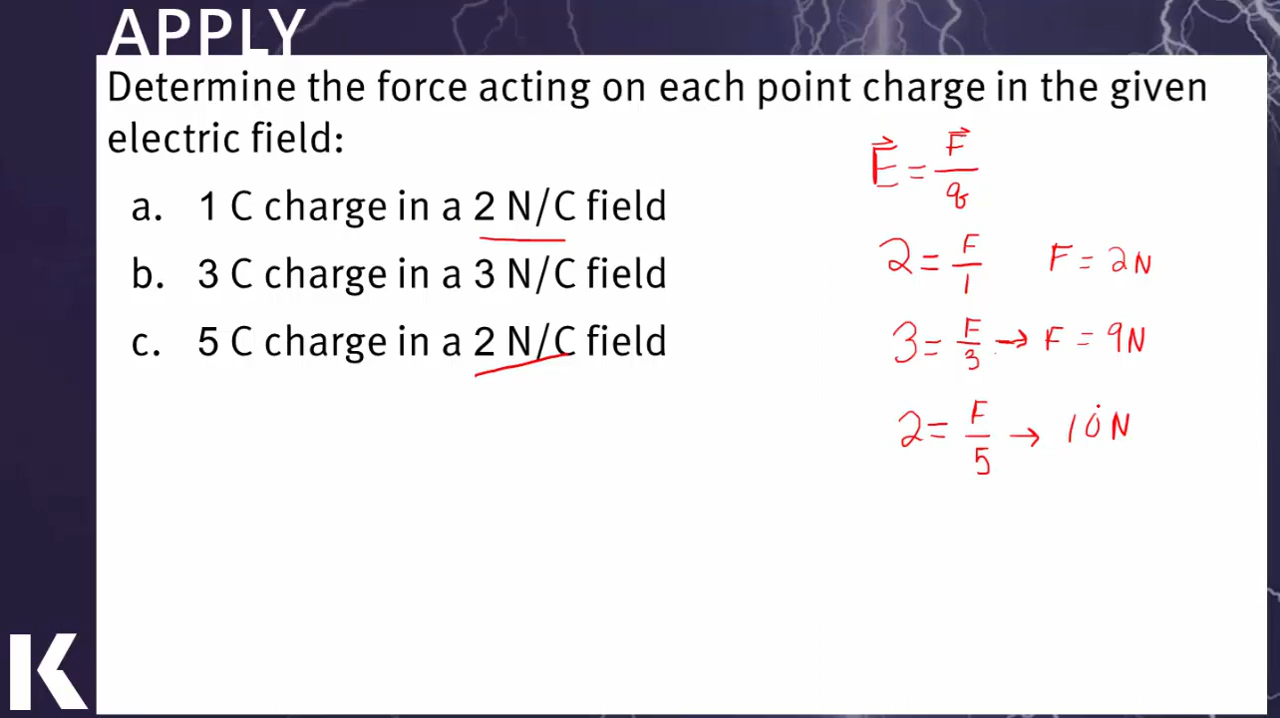 APPLY
Determine the force acting on each point charge in the given
electric field:
a. 1 C charge in a 2 N/C field
b. 3 C charge in a 3 N/C field
c. 5 C charge in a 2 N/C field
E⃗ = F⃗/q
2 = F/1 F = 2N
3 = F/3 → F = 9N
2 = F/5 → 10N
K